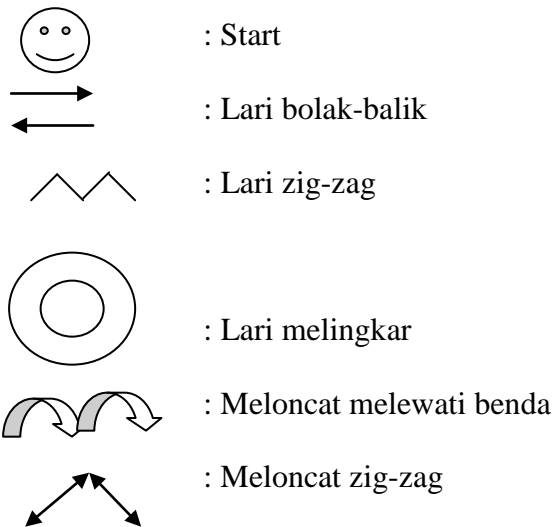 : Start
: Lari bolak-balik
: Lari zig-zag
: Lari melingkar
: Meloncat melewati benda
: Meloncat zig-zag